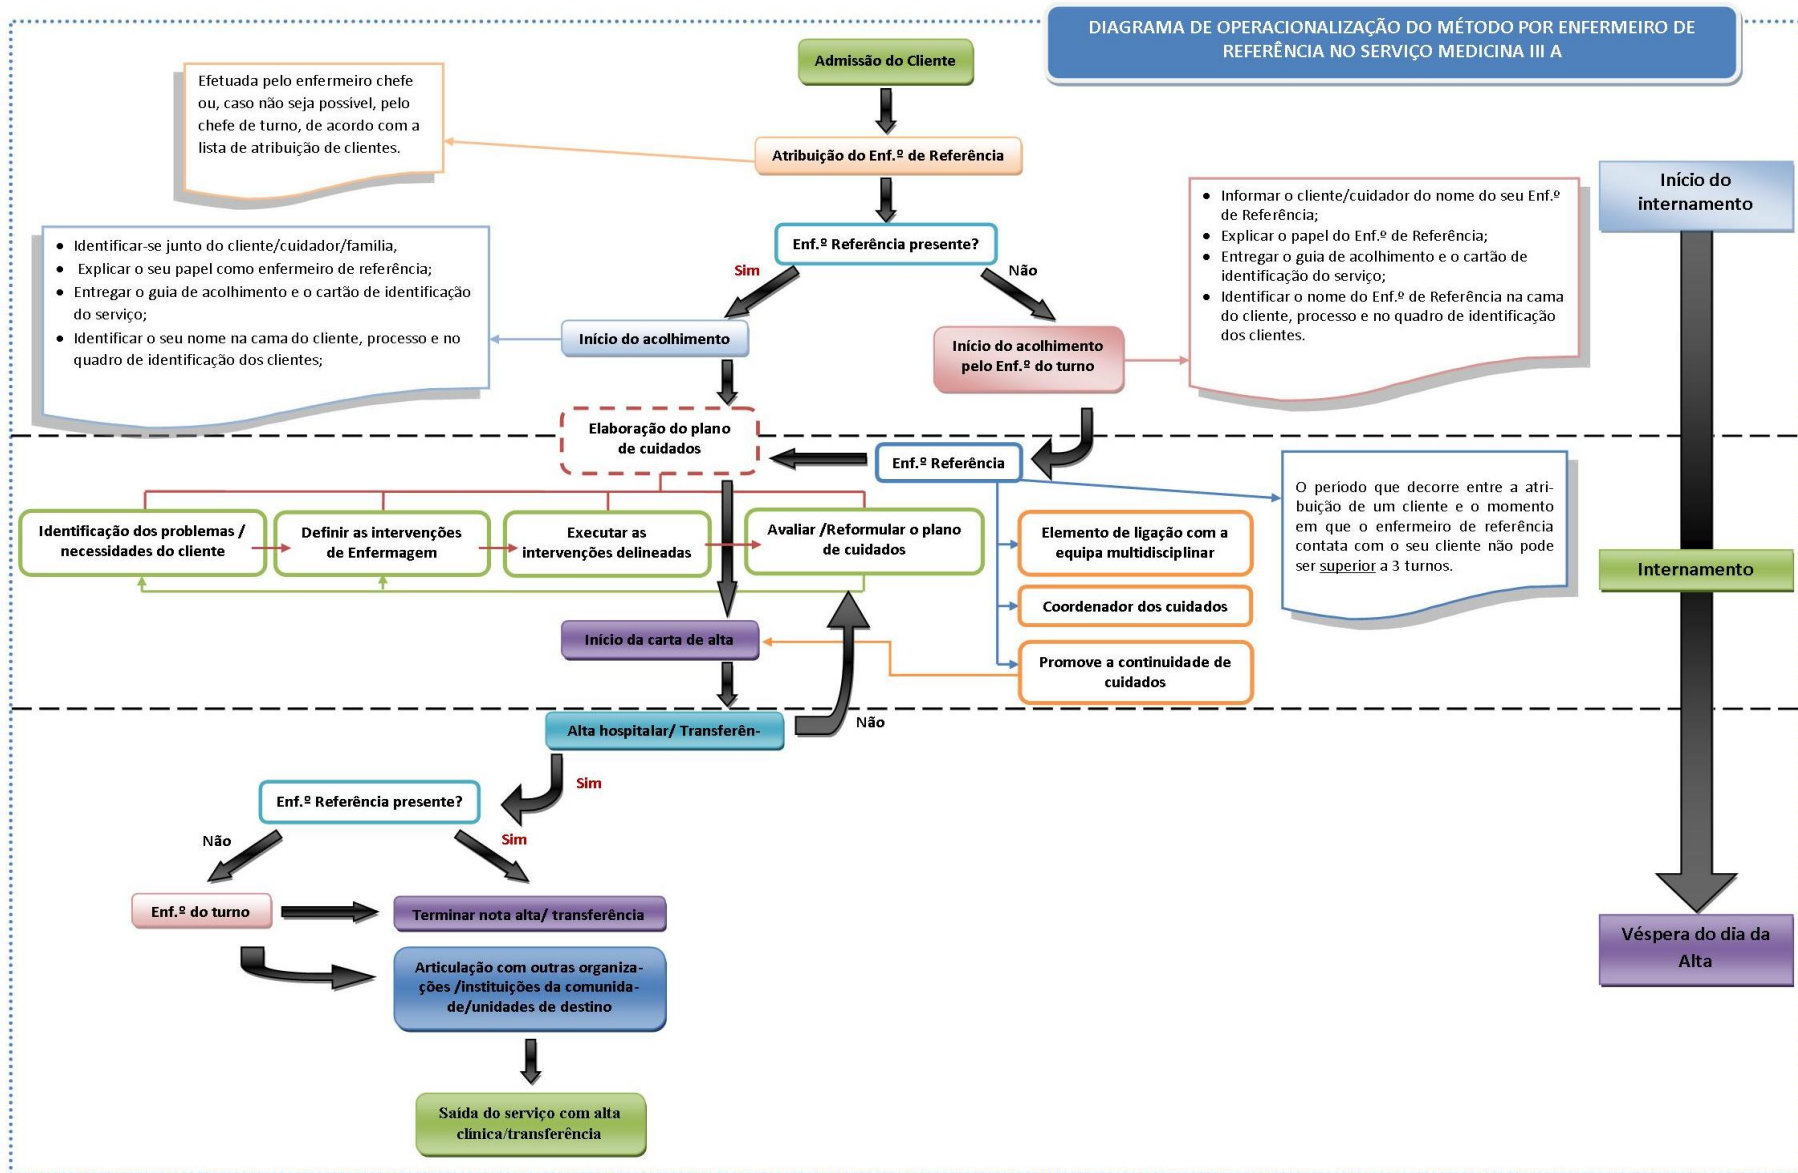 DIAGRAMA DE OPERACIONALIZAÇÃO DO MÉTODO POR ENFERMEIRO DE
REFERÊNCIA NO SERVIÇO MEDICINA III A
Admissão do Cliente
Efetuada pelo enfermeiro chefe
ou, caso não seja possível, pelo
chefe de turno, de acordo com a
lista de atribuição de clientes.
Atribuição do Enf.º de Referência
Início do
internamento
• Informar o cliente/cuidador do nome do seu Enf.º
de Referência;
• Explicar o papel do Enf.º de Referência;
• Entregar o guia de acolhimento e o cartão de
identificação do serviço;
• Identificar o nome do Enf.º de Referência na cama
do cliente, processo e no quadro de identificação
dos clientes.
Enf.º Referência presente?
Sim
Não
• Identificar-se junto do cliente/cuidador/familia,
• Explicar o seu papel como enfermeiro de referência;
• Entregar o guia de acolhimento e o cartão de identificação
do serviço;
• Identificar o seu nome na cama do cliente, processo e no
quadro de identificação dos clientes;
Início do acolhimento
Início do acolhimento
pelo Enf.º do turno
Elaboração do plano
de cuidados
Enf.º Referência
O período que decorre entre a atri-
buição de um cliente e o momento
em que o enfermeiro de referência
contata com o seu cliente não pode
ser superior a 3 turnos.
Identificação dos problemas /
necessidades do cliente
Definir as intervenções
de Enfermagem
Executar as
intervenções delineadas
Avaliar /Reformular o plano
de cuidados
Elemento de ligação com a
equipa multidisciplinar
Internamento
Coordenador dos cuidados
Início da carta de alta
Promove a continuidade de
cuidados
Alta hospitalar/ Transferên-
Não
Sim
Enf.º Referência presente?
Não
Sim
Enf.º do turno
Terminar nota alta/ transferência
Véspera do dia da
Alta
Articulação com outras organiza-
ções /instituições da comunida-
de/unidades de destino
Saída do serviço com alta
clínica/transferência